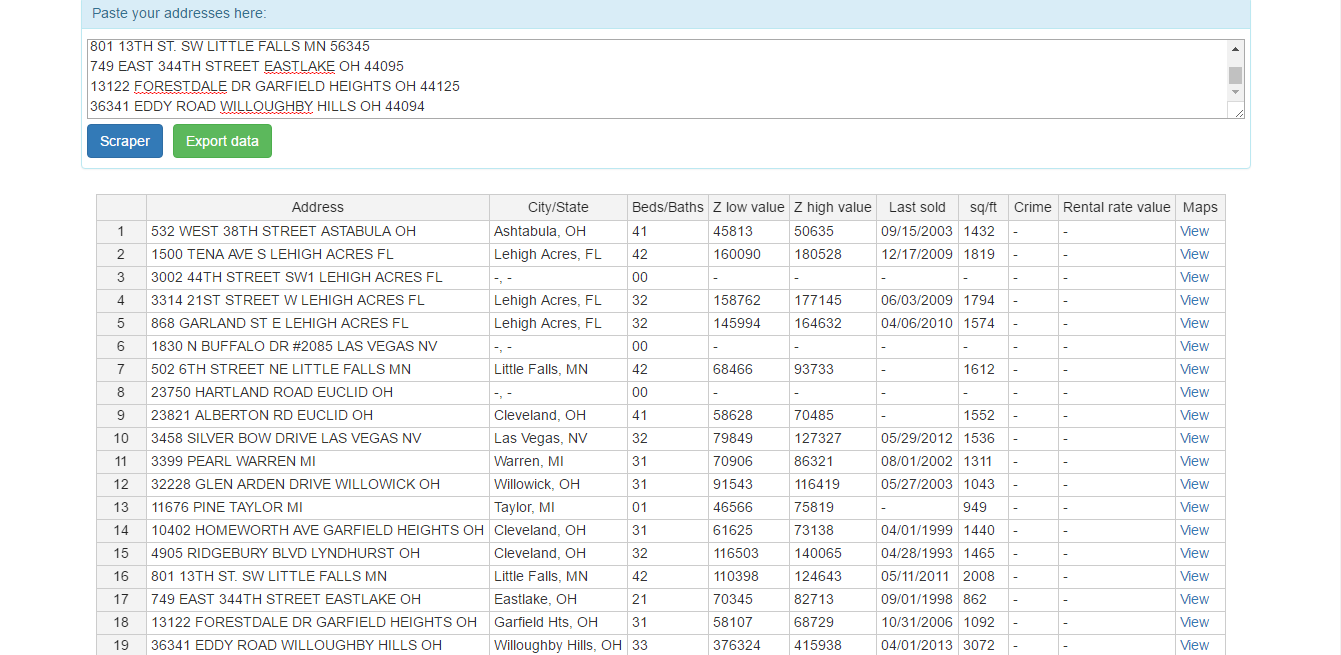 Paste your addresses here:
801 13TH ST. SW LITTLE FALLS MN 56345
749 EAST 344TH STREET EASTLAKE OH 44095
13122 FORESTDALE DR GARFIELD HEIGHTS OH 44125
36341 EDDY ROAD WILLOUGHBY HILLS OH 44094
Scraper Export data
Address City/State Beds/Baths Z low value Z high value Last sold sq/ft Crime Rental rate value Maps
1 532 WEST 38TH STREET ASTABULA OH Ashtabula, OH 41 45813 50635 09/15/2003 1432 - - View
2 1500 TENA AVE S LEHIGH ACRES FL Lehigh Acres, FL 42 160090 180528 12/17/2009 1819 - - View
3 3002 44TH STREET SW1 LEHIGH ACRES FL -, - 00 - - - - - - View
4 3314 21ST STREET W LEHIGH ACRES FL Lehigh Acres, FL 32 158762 177145 06/03/2009 1794 - - View
5 868 GARLAND ST E LEHIGH ACRES FL Lehigh Acres, FL 32 145994 164632 04/06/2010 1574 - - View
6 1830 N BUFFALO DR #2085 LAS VEGAS NV -, - 00 - - - - - - View
7 502 6TH STREET NE LITTLE FALLS MN Little Falls, MN 42 68466 93733 - 1612 - - View
8 23750 HARTLAND ROAD EUCLID OH -, - 00 - - - - - - View
9 23821 ALBERTON RD EUCLID OH Cleveland, OH 41 58628 70485 - 1552 - - View
10 3458 SILVER BOW DRIVE LAS VEGAS NV Las Vegas, NV 32 79849 127327 05/29/2012 1536 - - View
11 3399 PEARL WARREN MI Warren, MI 31 70906 86321 08/01/2002 1311 - - View
12 32228 GLEN ARDEN DRIVE WILLOWICK OH Willowick, OH 31 91543 116419 05/27/2003 1043 - - View
13 11676 PINE TAYLOR MI Taylor, MI 01 46566 75819 - 949 - - View
14 10402 HOMEWORTH AVE GARFIELD HEIGHTS OH Cleveland, OH 31 61625 73138 04/01/1999 1440 - - View
15 4905 RIDGEBURY BLVD LYNDHURST OH Cleveland, OH 32 116503 140065 04/28/1993 1465 - - View
16 801 13TH ST. SW LITTLE FALLS MN Little Falls, MN 42 110398 124643 05/11/2011 2008 - - View
17 749 EAST 344TH STREET EASTLAKE OH Eastlake, OH 21 70345 82713 09/01/1998 862 - - View
18 13122 FORESTDALE DR GARFIELD HEIGHTS OH Garfield Hts, OH 31 58107 68729 10/31/2006 1092 - - View
19 36341 EDDY ROAD WILLOUGHBY HILLS OH Willoughby Hills, OH 33 376324 415938 04/01/2013 3072 - - View